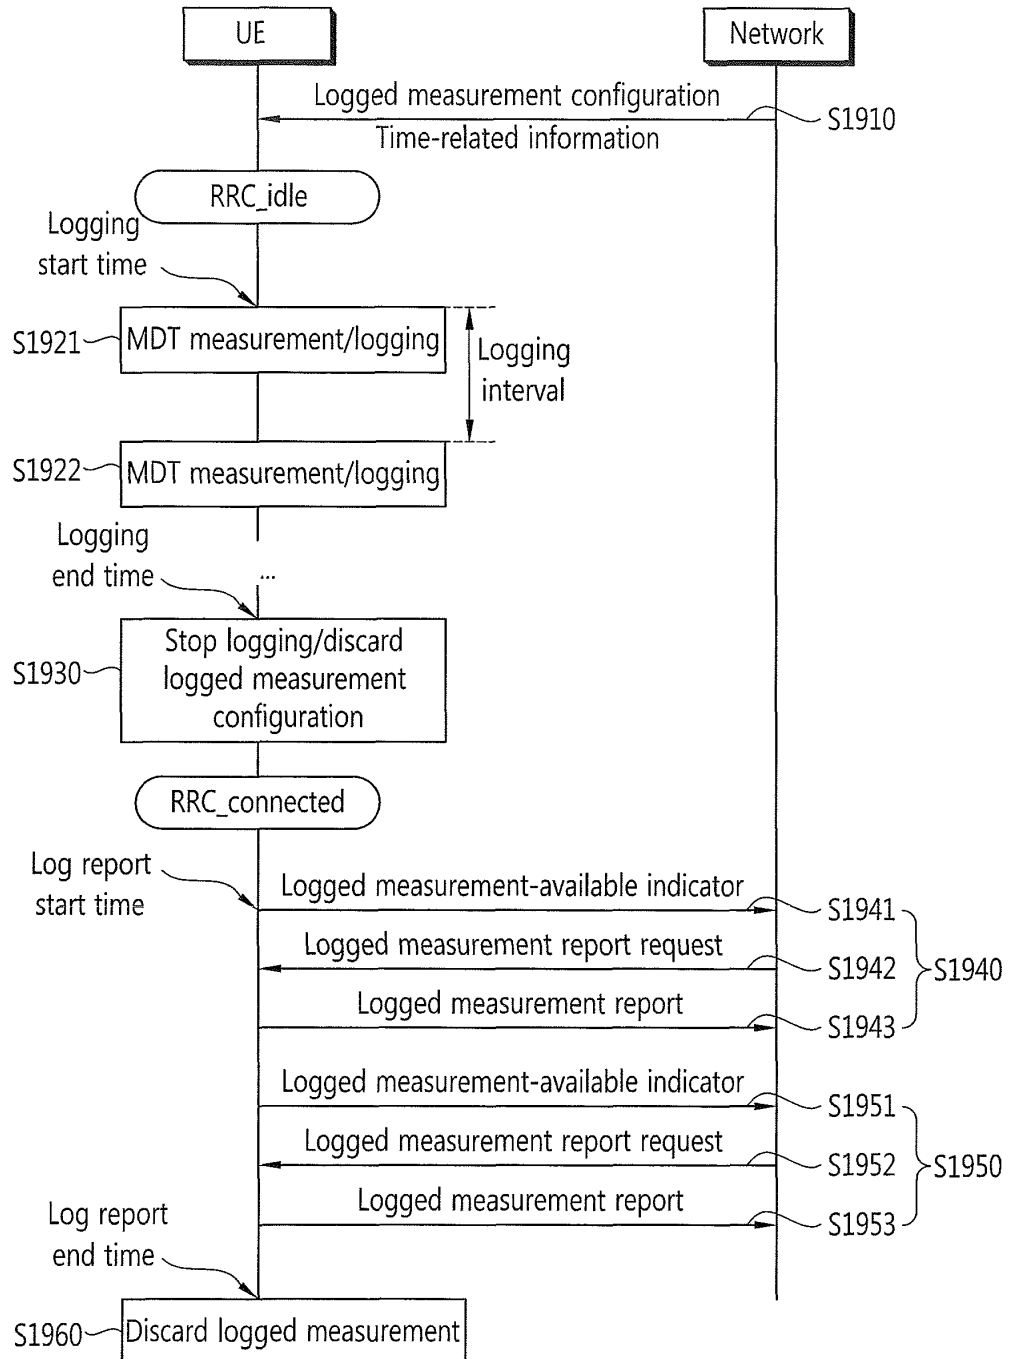 UE
Network
Logged measurement configuration
S1910
Time-related information
RRC_idle
Logging
start time
S1921
MDT measurement/logging
Logging
interval
S1922
MDT measurement/logging
Logging
end time
...
S1930
Stop logging/discard
logged measurement
configuration
RRC_connected
Log report
start time
Logged measurement-available indicator
S1941
Logged measurement report request
S1942
S1940
Logged measurement report
S1943
Logged measurement-available indicator
S1951
Logged measurement report request
S1952
S1950
Logged measurement report
S1953
Log report
end time
S1960
Discard logged measurement